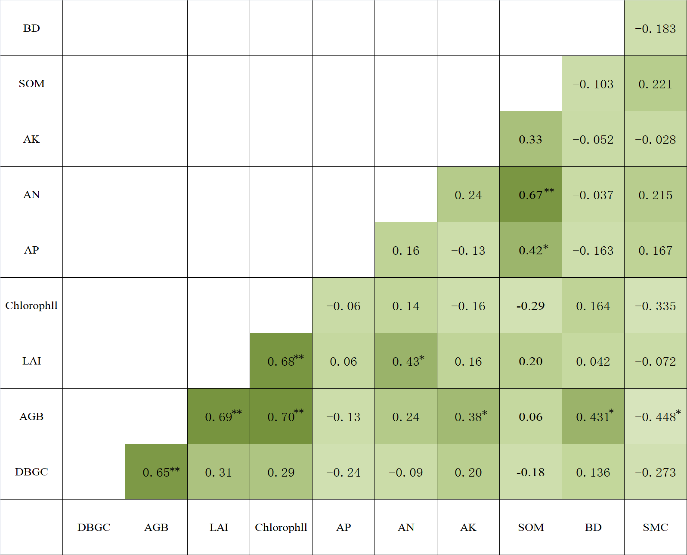 BD -0.183
SOM -0.103 0.221
AK 0.33 -0.052 -0.028
AN 0.24 0.67** -0.037 0.215
AP 0.16 -0.13 0.42* -0.163 0.167
Chlorophll -0.06 0.14 -0.16 -0.29 0.164 -0.335
LAI 0.68** 0.06 0.43* 0.16 0.20 0.042 -0.072
AGB 0.69** 0.70** -0.13 0.24 0.38* 0.06 0.431* -0.448*
DBGC 0.65** 0.31 0.29 -0.24 -0.09 0.20 -0.18 0.136 -0.273
DBGC AGB LAI Chlorophll AP AN AK SOM BD SMC